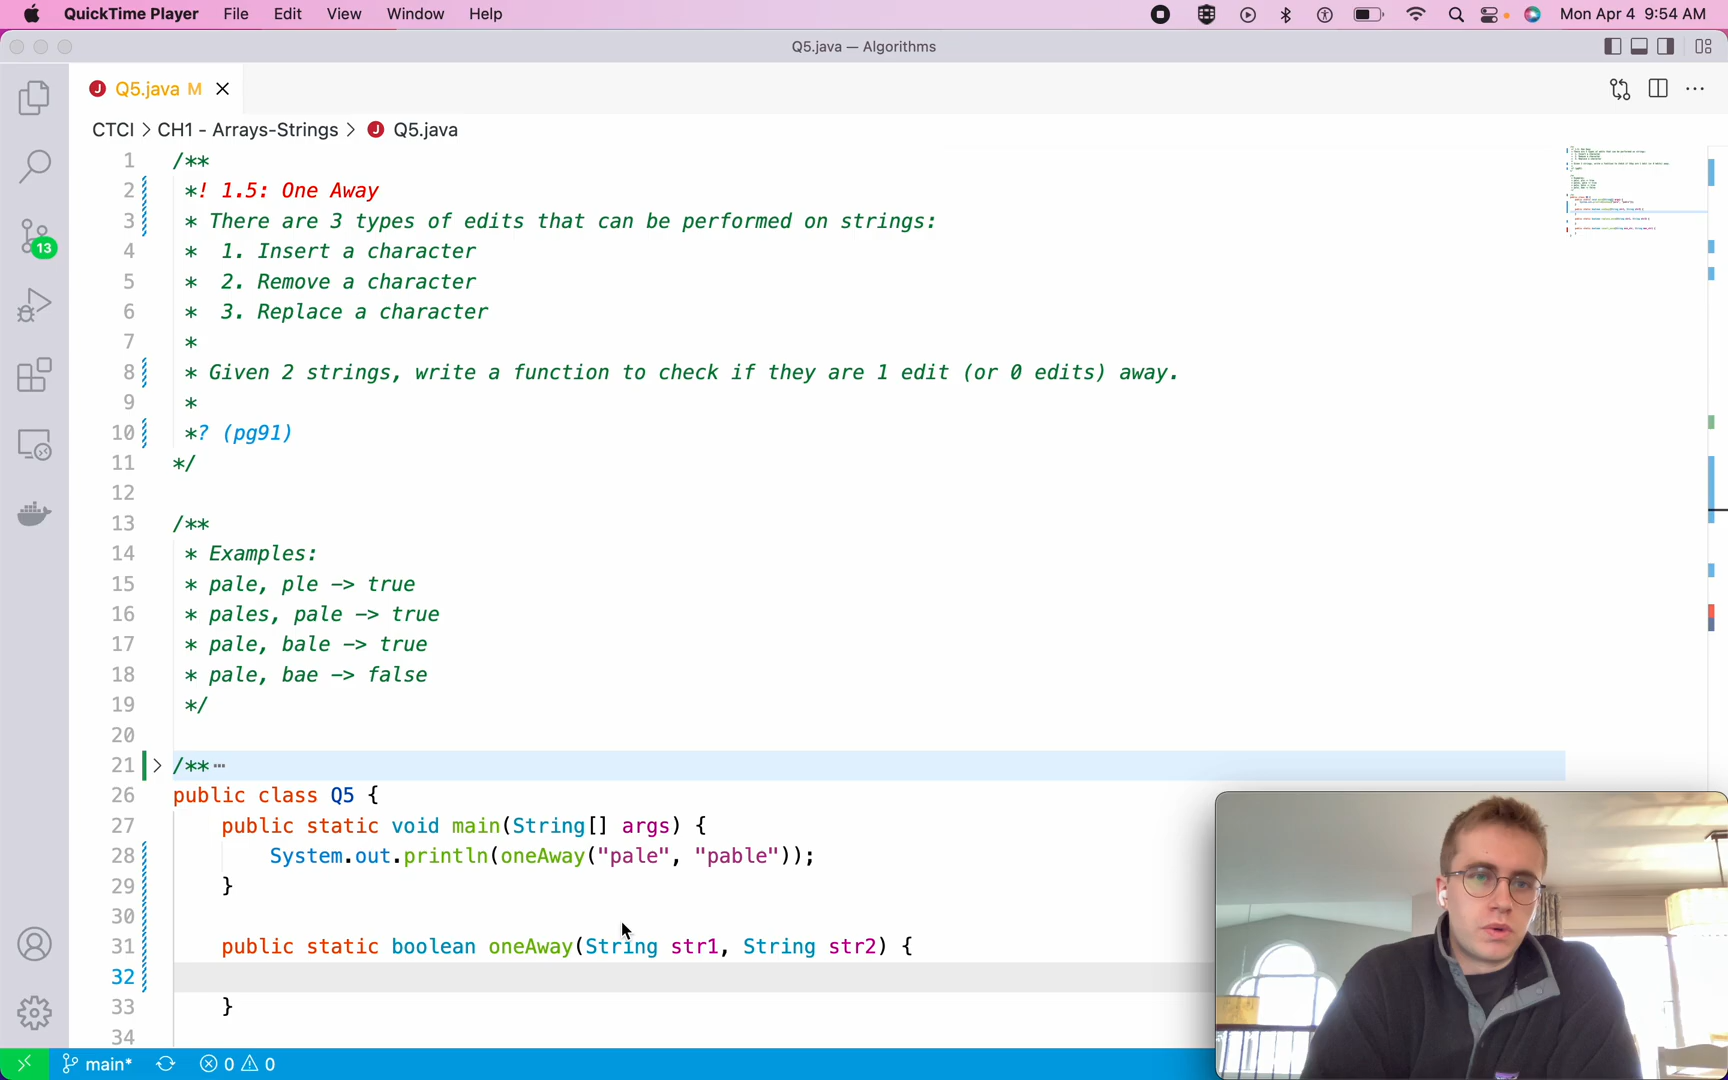 QuickTime Player File Edit View Window Help Mon Apr 4 9:54 AM
Q5.java — Algorithms
J Q5.java M
CTCI > CH1 - Arrays-Strings > J Q5.java
1 /**
2 *! 1.5: One Away
3 * There are 3 types of edits that can be performed on strings:
4 * 1. Insert a character
5 * 2. Remove a character
6 * 3. Replace a character
7 *
8 * Given 2 strings, write a function to check if they are 1 edit (or 0 edits) away.
9 *
10 *? (pg91)
11 */
12
13 /**
14 * Examples:
15 * pale, ple -> true
16 * pales, pale -> true
17 * pale, bale -> true
18 * pale, bae -> false
19 */
20
21 /** ⋯
26 public class Q5 {
27 public static void main(String[] args) {
28 System.out.println(oneAway("pale", "pable"));
29 }
30
31 public static boolean oneAway(String str1, String str2) {
32
33 }
34
13
main* 0 0